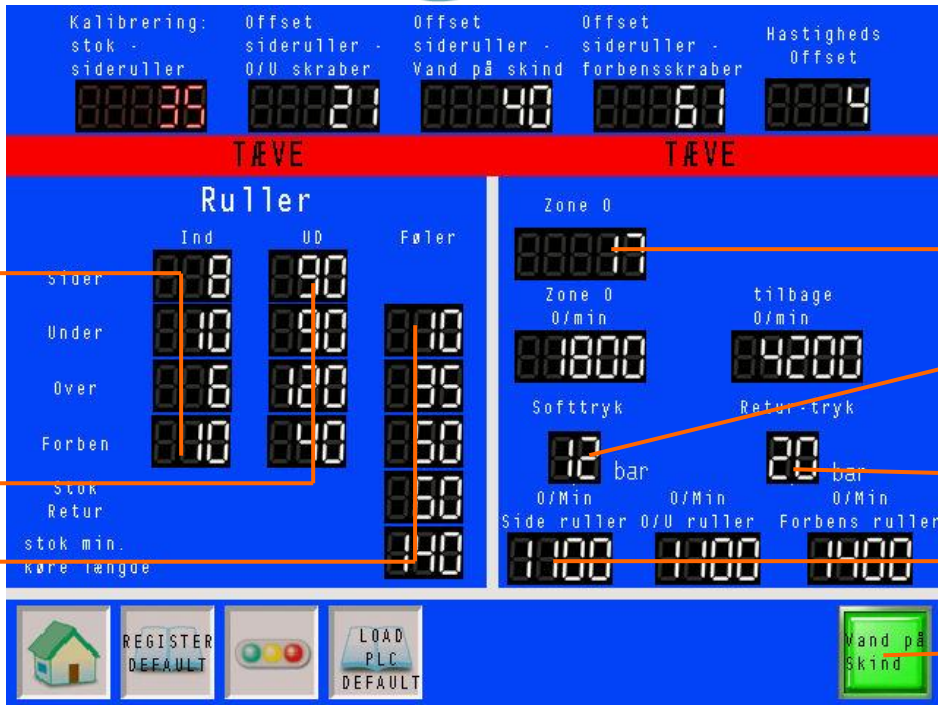 Kalibrering:
stok -
sideruller
35
Offset
sideruller -
O/U skraber
21
Offset
sideruller -
Vand på skind
40
Offset
sideruller -
forbensskraber
61
Hastigheds
Offset
4
TÆVE TÆVE
Ruller
Ind UD Føler
Sider 8 90
Under 10 90 10
Over 6 120 35
Forben 10 40 50
Stok
Retur 50
stok min.
køre længde 140
Zone 0
17
Zone 0
O/min
1800
tilbage
O/min
4200
Softtryk
12 bar
Retur-tryk
20 bar
O/Min
Side ruller
1100
O/Min
O/U ruller
1100
O/Min
Forbens ruller
1400
REGISTER
DEFAULT
LOAD
PLC
DEFAULT
Vand på
Skind